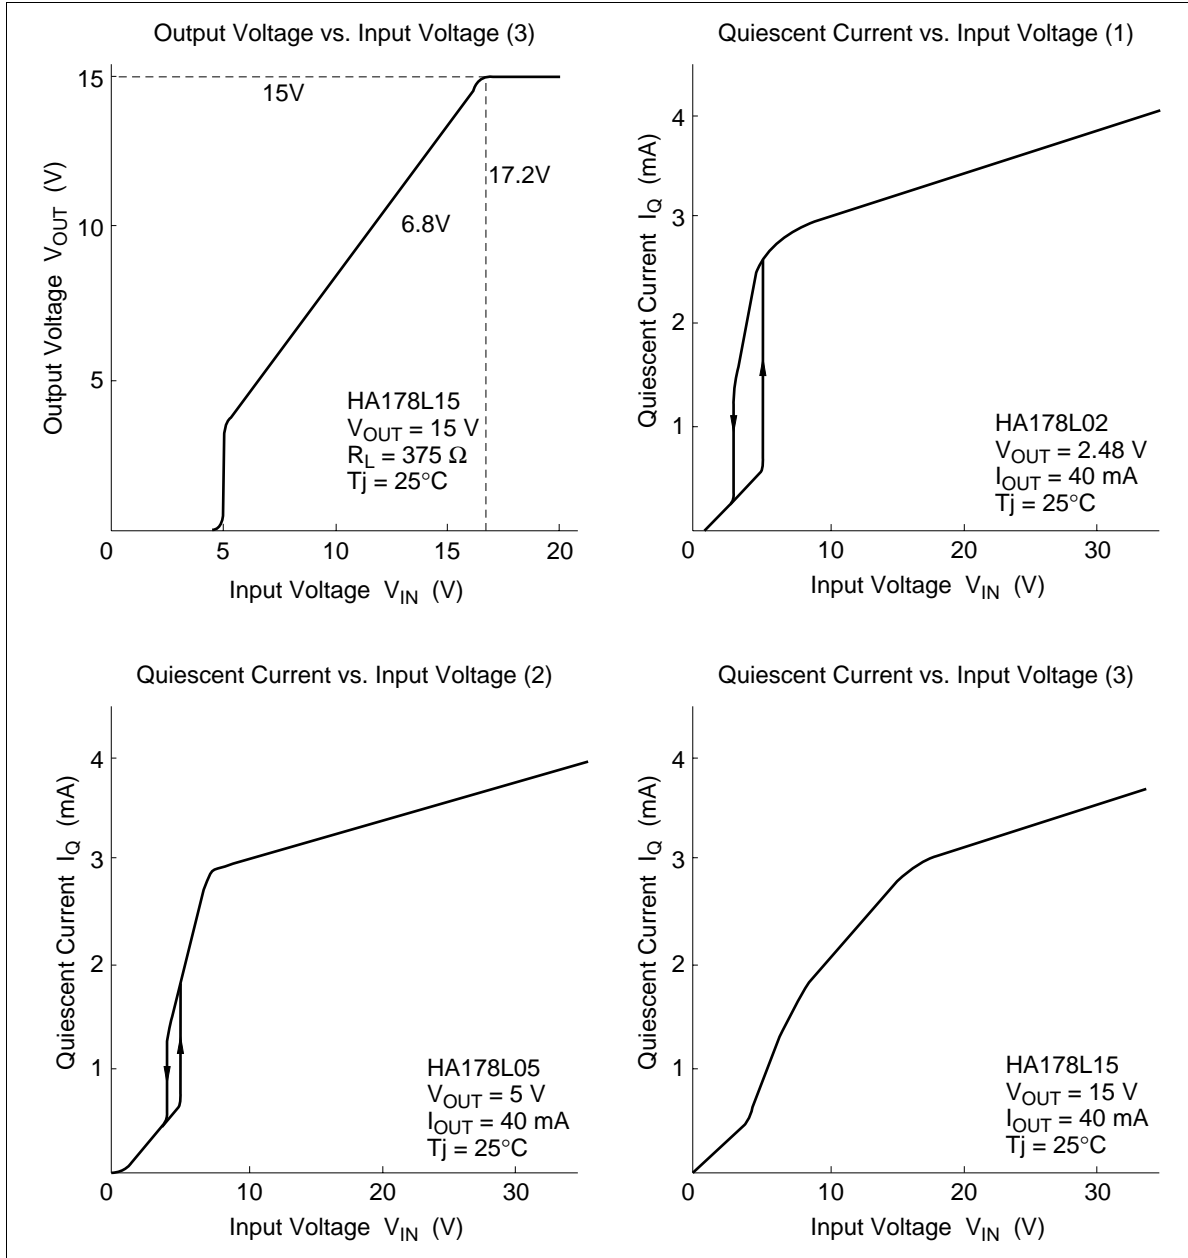 Output Voltage vs. Input Voltage (3)
Output Voltage V_OUT (V)
15
10
5
15V
17.2V
6.8V
HA178L15
V_OUT = 15 V
R_L = 375 Ω
Tj = 25°C
0 5 10 15 20
Input Voltage V_IN (V)
Quiescent Current vs. Input Voltage (1)
Quiescent Current I_Q (mA)
4
3
2
1
HA178L02
V_OUT = 2.48 V
I_OUT = 40 mA
Tj = 25°C
0 10 20 30
Input Voltage V_IN (V)
Quiescent Current vs. Input Voltage (2)
Quiescent Current I_Q (mA)
4
3
2
1
HA178L05
V_OUT = 5 V
I_OUT = 40 mA
Tj = 25°C
0 10 20 30
Input Voltage V_IN (V)
Quiescent Current vs. Input Voltage (3)
Quiescent Current I_Q (mA)
4
3
2
1
HA178L15
V_OUT = 15 V
I_OUT = 40 mA
Tj = 25°C
0 10 20 30
Input Voltage V_IN (V)